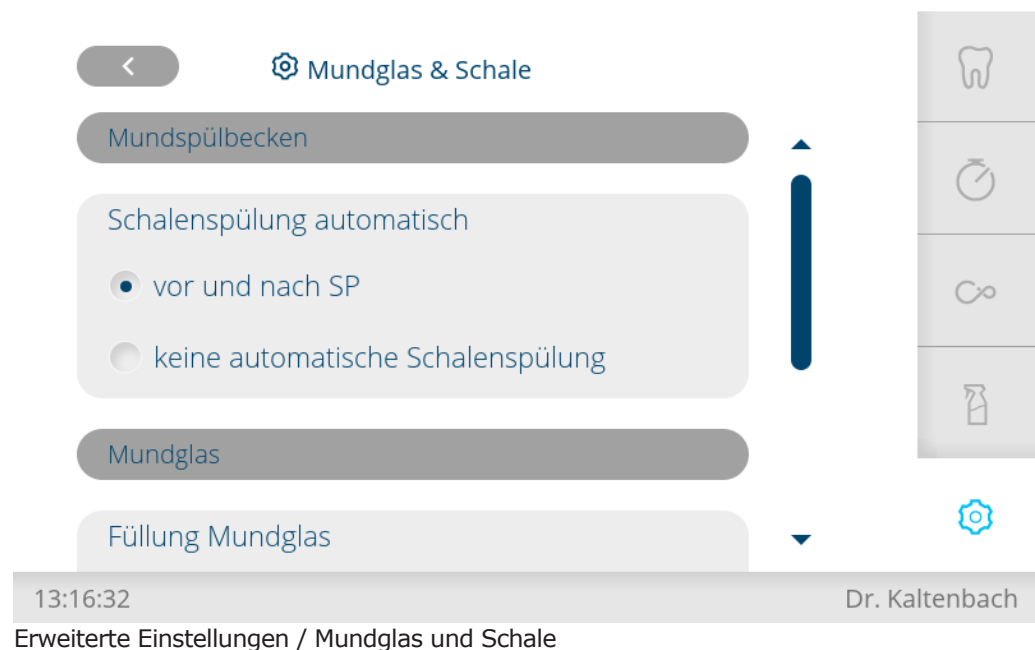 Mundglas & Schale
Mundspülbecken
Schalenspülung automatisch
vor und nach SP
keine automatische Schalenspülung
Mundglas
Füllung Mundglas
13:16:32
Dr. Kaltenbach
Erweiterte Einstellungen / Mundglas und Schale